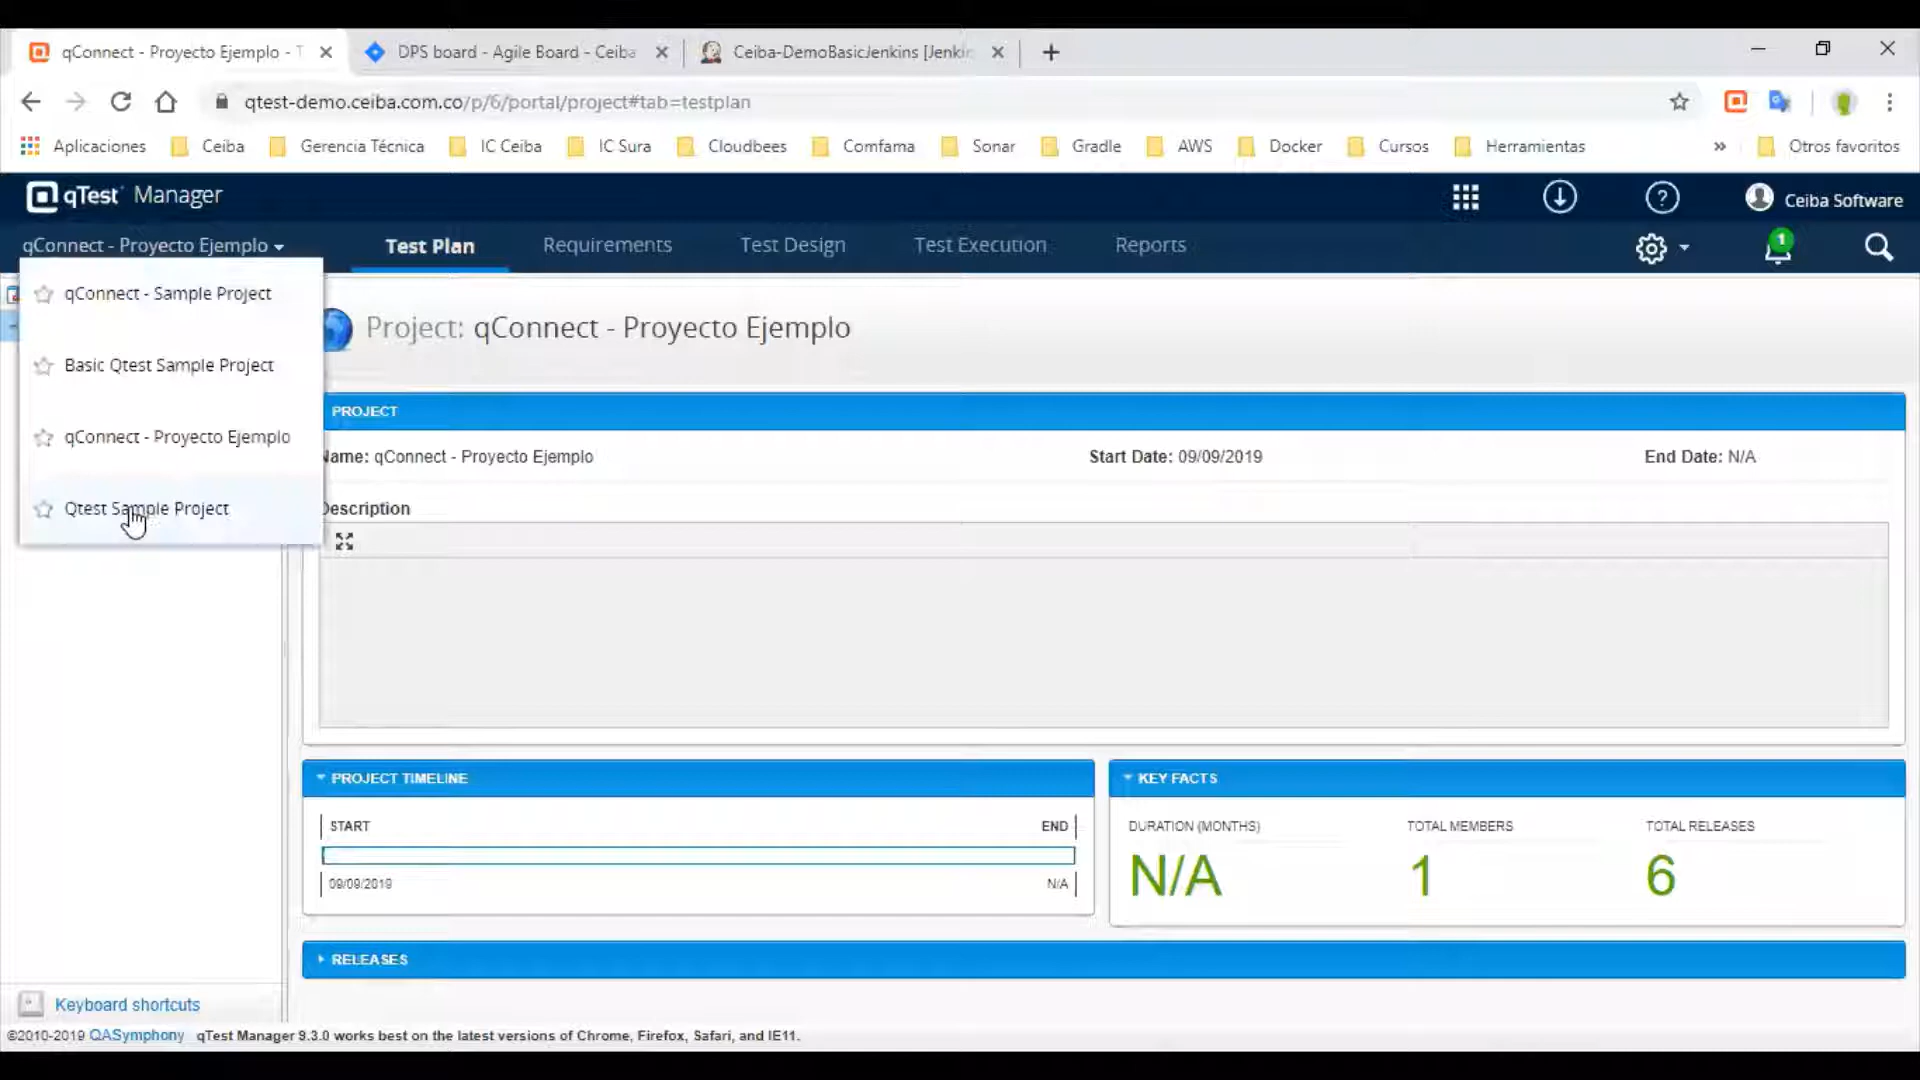 qConnect - Proyecto Ejemplo - T
DPS board - Agile Board - Ceiba
Ceiba-DemoBasicJenkins [Jenkin
qtest-demo.ceiba.com.co/p/6/portal/project#tab=testplan
Aplicaciones Ceiba Gerencia Técnica IC Ceiba IC Sura Cloudbees Comfama Sonar Gradle AWS Docker Cursos Herramientas » Otros favoritos
qTest Manager
Ceiba Software
qConnect - Proyecto Ejemplo Test Plan Requirements Test Design Test Execution Reports
1
qConnect - Sample Project
Basic Qtest Sample Project
qConnect - Proyecto Ejemplo
Qtest Sample Project
Project: qConnect - Proyecto Ejemplo
PROJECT
Name: qConnect - Proyecto Ejemplo Start Date: 09/09/2019 End Date: N/A
Description
PROJECT TIMELINE
START END
09/09/2019 N/A
KEY FACTS
DURATION (MONTHS) TOTAL MEMBERS TOTAL RELEASES
N/A 1 6
RELEASES
Keyboard shortcuts
©2010-2019 QASymphony qTest Manager 9.3.0 works best on the latest versions of Chrome, Firefox, Safari, and IE11.